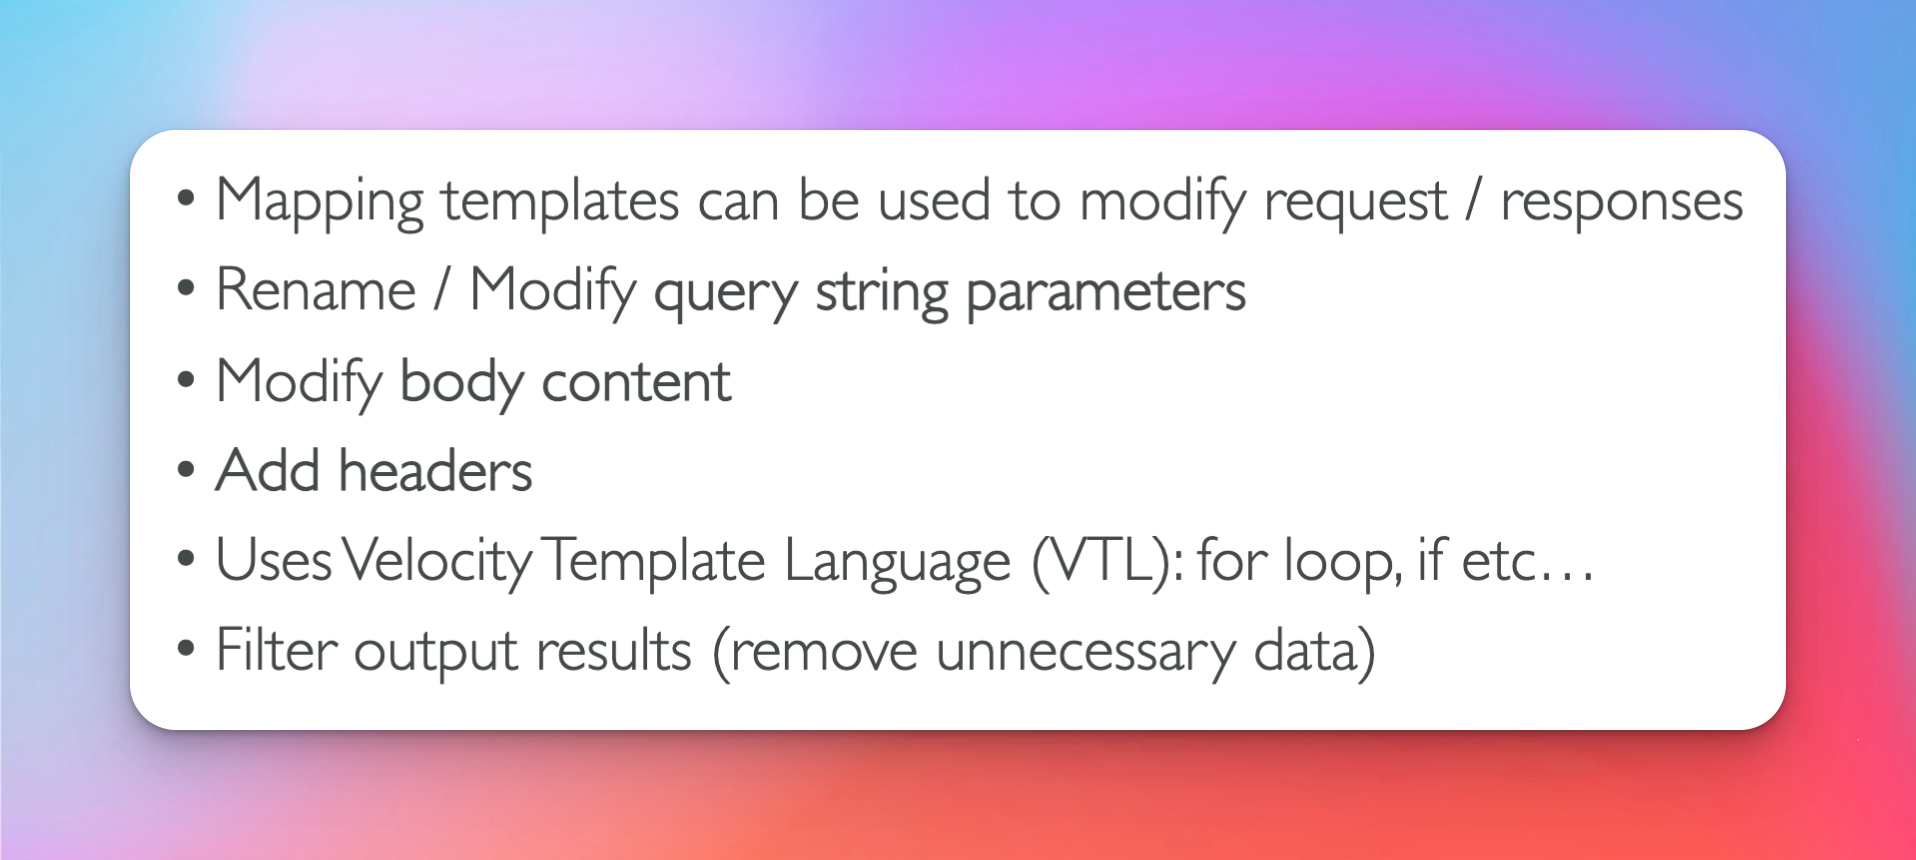 • Mapping templates can be used to modify request / responses
• Rename / Modify query string parameters
• Modify body content
• Add headers
• Uses Velocity Template Language (VTL): for loop, if etc…
• Filter output results (remove unnecessary data)